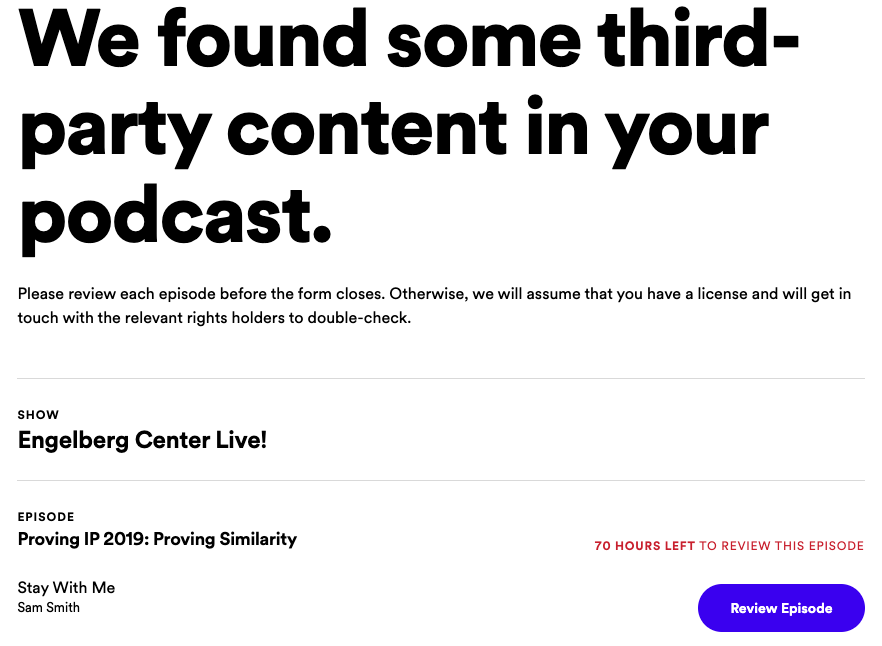 We found some third-
party content in your
podcast.
Please review each episode before the form closes. Otherwise, we will assume that you have a license and will get in
touch with the relevant rights holders to double-check.
SHOW
Engelberg Center Live!
EPISODE
Proving IP 2019: Proving Similarity
70 HOURS LEFT TO REVIEW THIS EPISODE
Stay With Me
Sam Smith
Review Episode